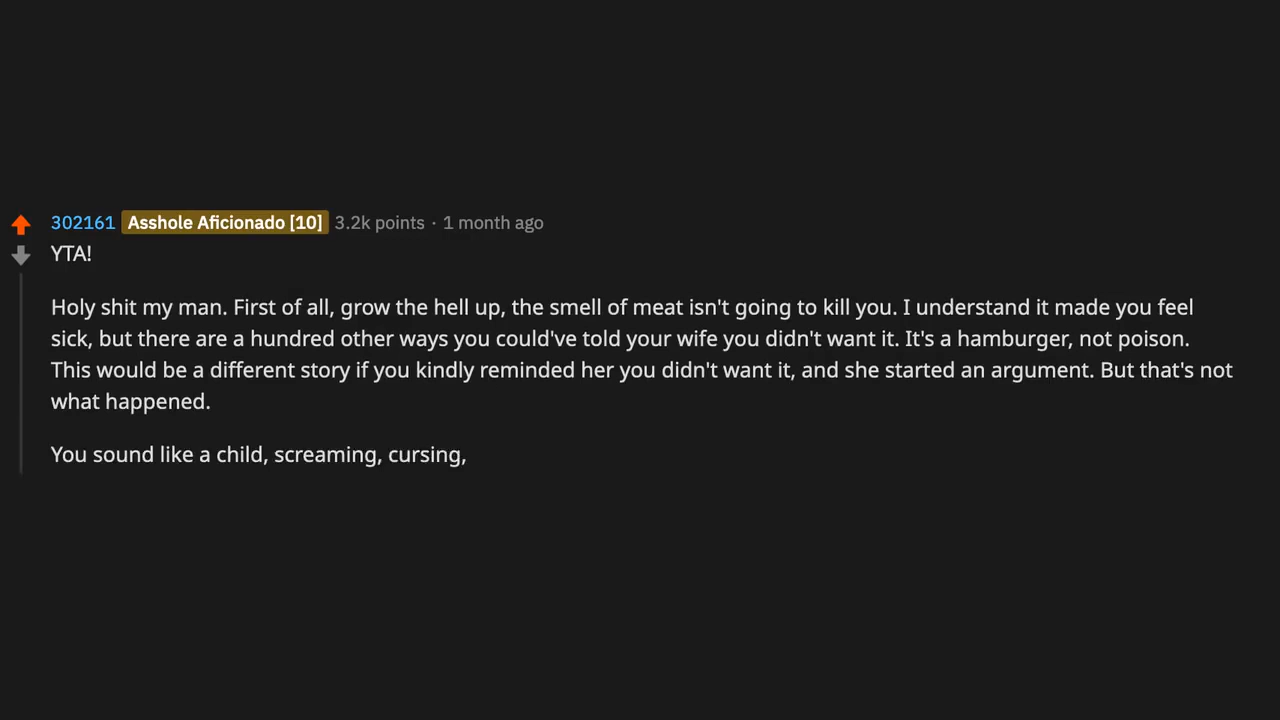 302161 Asshole Aficionado [10] 3.2k points · 1 month ago
YTA!
Holy shit my man. First of all, grow the hell up, the smell of meat isn't going to kill you. I understand it made you feel
sick, but there are a hundred other ways you could've told your wife you didn't want it. It's a hamburger, not poison.
This would be a different story if you kindly reminded her you didn't want it, and she started an argument. But that's not
what happened.
You sound like a child, screaming, cursing,